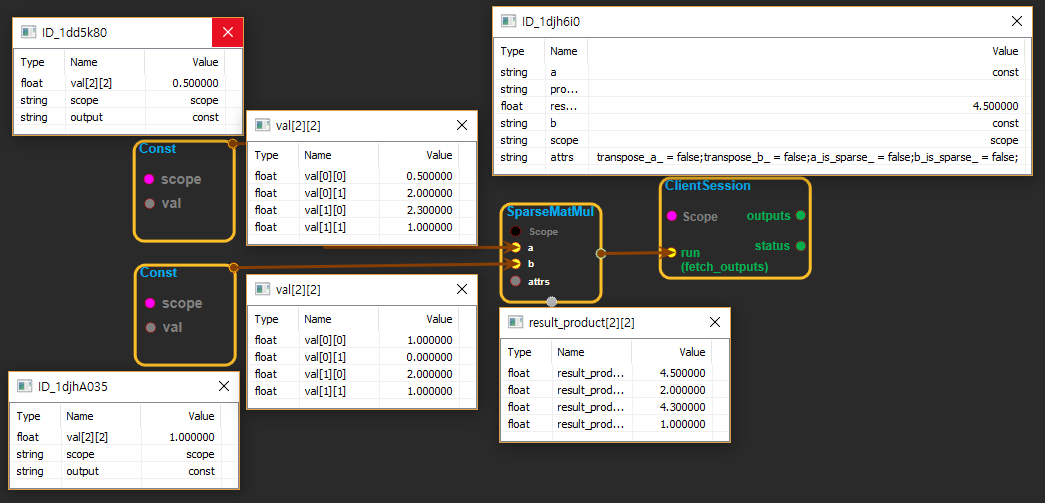 ID_1dd5k80
Type Name Value
float val[2][2] 0.500000
string scope scope
string output const
ID_1djh6i0
Type Name Value
string a const
string pro...
float res... 4.500000
string b const
string scope scope
string attrs transpose_a_ = false;transpose_b_ = false;a_is_sparse_ = false;b_is_sparse_ = false;
Const
scope
val
val[2][2]
Type Name Value
float val[0][0] 0.500000
float val[0][1] 2.000000
float val[1][0] 2.300000
float val[1][1] 1.000000
SparseMatMul
Scope
a
b
attrs
ClientSession
Scope outputs
status
run
(fetch_outputs)
Const
scope
val
val[2][2]
Type Name Value
float val[0][0] 1.000000
float val[0][1] 0.000000
float val[1][0] 2.000000
float val[1][1] 1.000000
result_product[2][2]
Type Name Value
float result_prod... 4.500000
float result_prod... 2.000000
float result_prod... 4.300000
float result_prod... 1.000000
ID_1djhA035
Type Name Value
float val[2][2] 1.000000
string scope scope
string output const